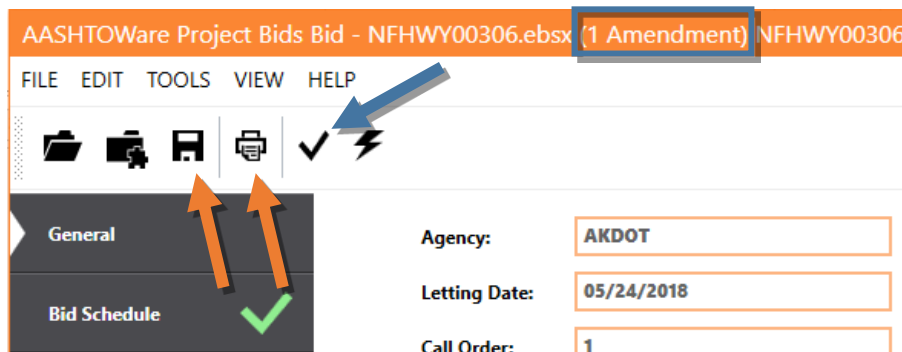 AASHTOWare Project Bids Bid - NFHWY00306.ebsx (1 Amendment) NFHWY00306
FILE EDIT TOOLS VIEW HELP
General
Agency: AKDOT
Letting Date: 05/24/2018
Bid Schedule
Call Order: 1